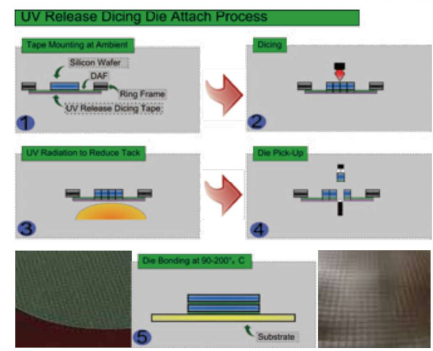 UV Release Dicing Die Attach Process
Tape Mounting at Ambient
Silicon Wafer
DAF
Ring Frame
UV Release Dicing Tape
1
Dicing
2
UV Radiation to Reduce Tack
3
Die Pick-Up
4
Die Bonding at 90-200°. C
5
Substrate